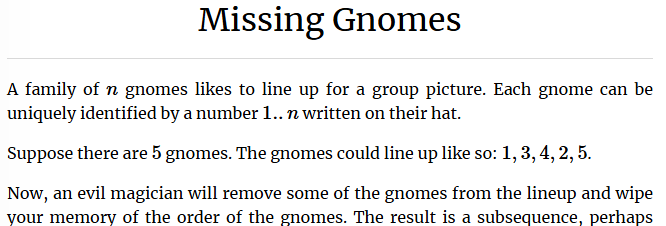 Missing Gnomes
A family of n gnomes likes to line up for a group picture. Each gnome can be
uniquely identified by a number 1.. n written on their hat.
Suppose there are 5 gnomes. The gnomes could line up like so: 1, 3, 4, 2, 5.
Now, an evil magician will remove some of the gnomes from the lineup and wipe
your memory of the order of the gnomes. The result is a subsequence, perhaps